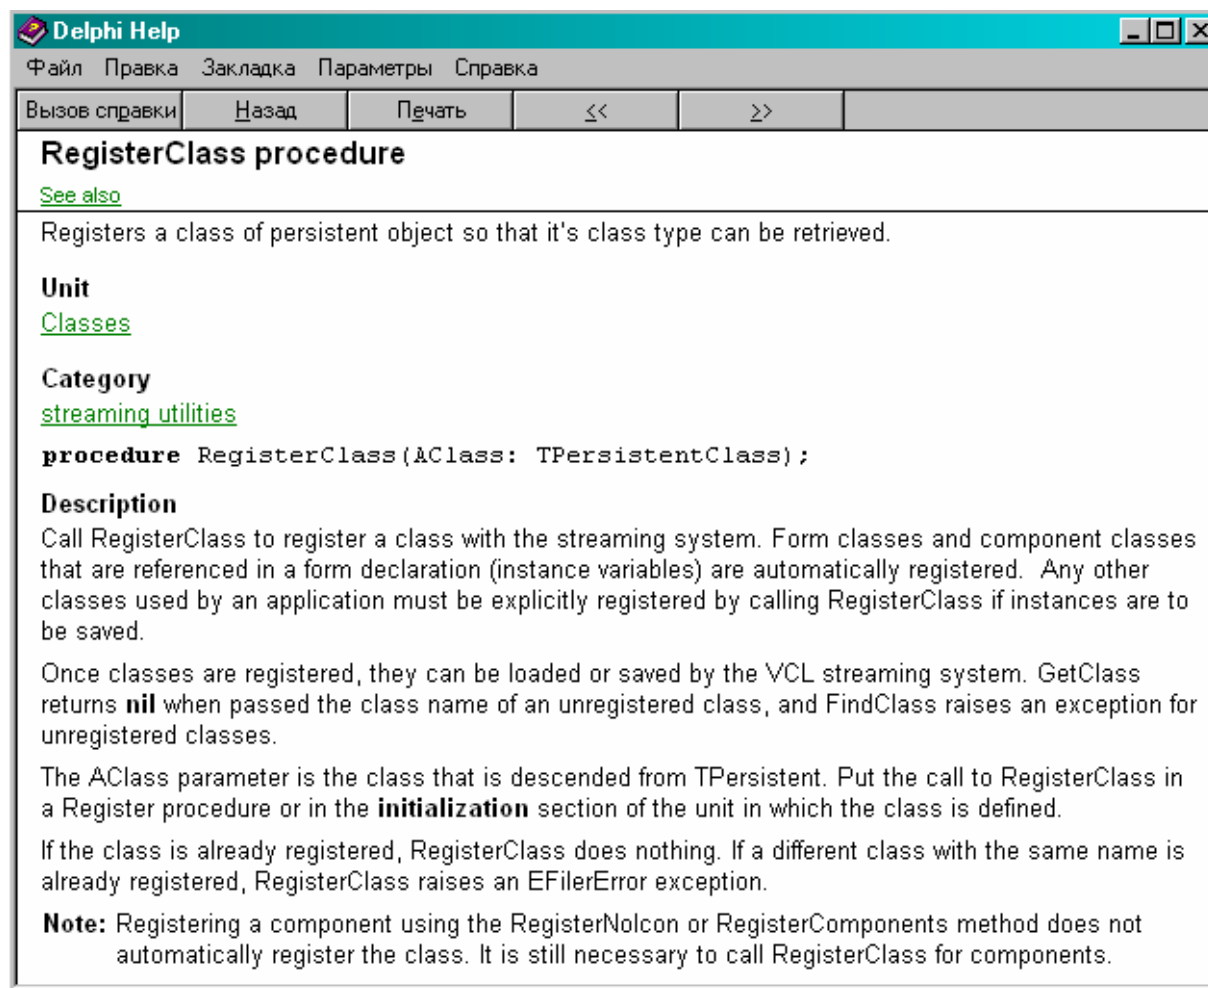 Delphi Help
Файл Правка Закладка Параметры Справка
Вызов справки Назад Печать << >>
RegisterClass procedure
See also
Registers a class of persistent object so that it's class type can be retrieved.
Unit
Classes
Category
streaming utilities
procedure RegisterClass(AClass: TPersistentClass);
Description
Call RegisterClass to register a class with the streaming system. Form classes and component classes
that are referenced in a form declaration (instance variables) are automatically registered.  Any other
classes used by an application must be explicitly registered by calling RegisterClass if instances are to
be saved.
Once classes are registered, they can be loaded or saved by the VCL streaming system. GetClass
returns nil when passed the class name of an unregistered class, and FindClass raises an exception for
unregistered classes.
The AClass parameter is the class that is descended from TPersistent. Put the call to RegisterClass in
a Register procedure or in the initialization section of the unit in which the class is defined.
If the class is already registered, RegisterClass does nothing. If a different class with the same name is
already registered, RegisterClass raises an EFilerError exception.
Note: Registering a component using the RegisterNoIcon or RegisterComponents method does not
automatically register the class. It is still necessary to call RegisterClass for components.